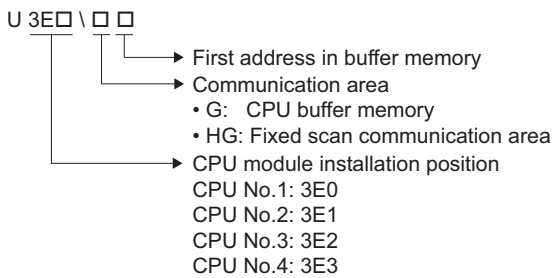 U 3E□ \ □ □
First address in buffer memory
Communication area
• G: CPU buffer memory
• HG: Fixed scan communication area
CPU module installation position
CPU No.1: 3E0
CPU No.2: 3E1
CPU No.3: 3E2
CPU No.4: 3E3